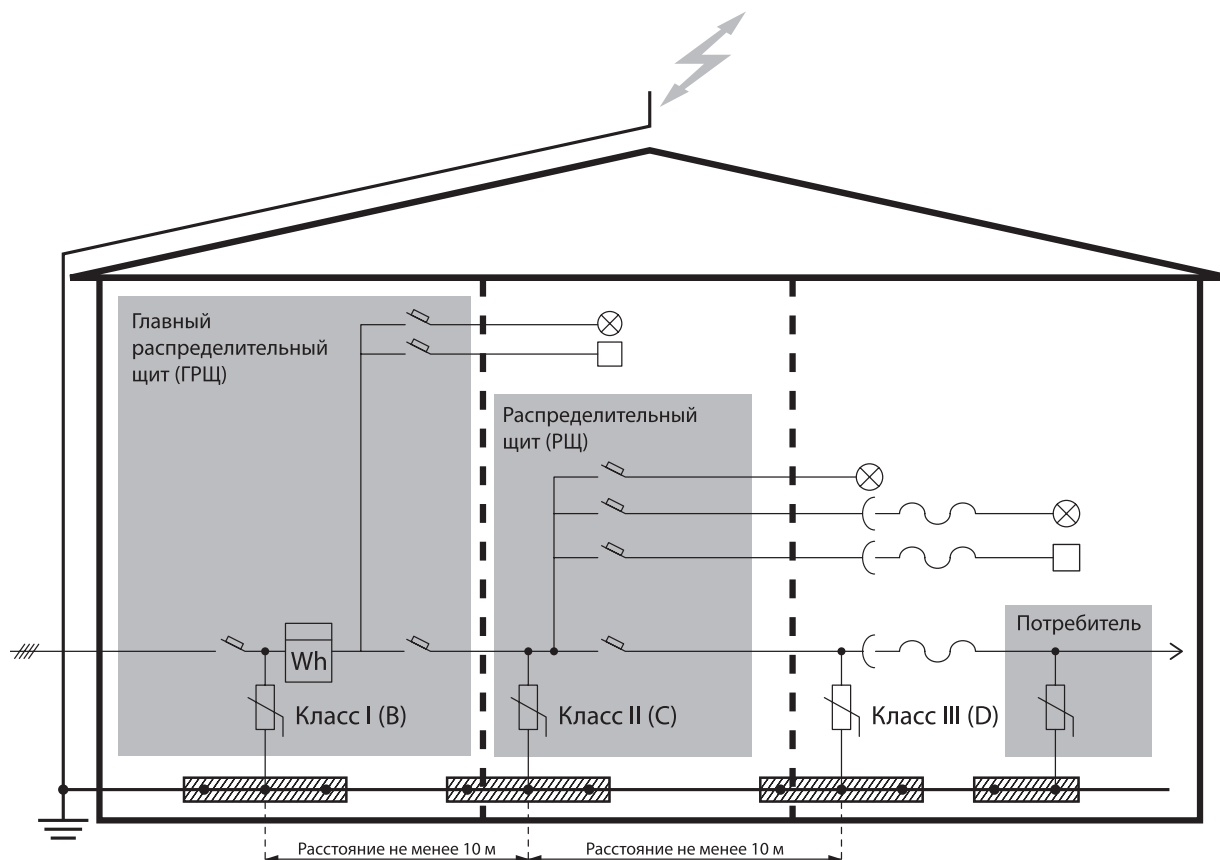 Главный
распределительный
щит (ГРЩ)
Распределительный
щит (РЩ)
Потребитель
Wh
Класс I (B)
Класс II (C)
Класс III (D)
Расстояние не менее 10 м
Расстояние не менее 10 м